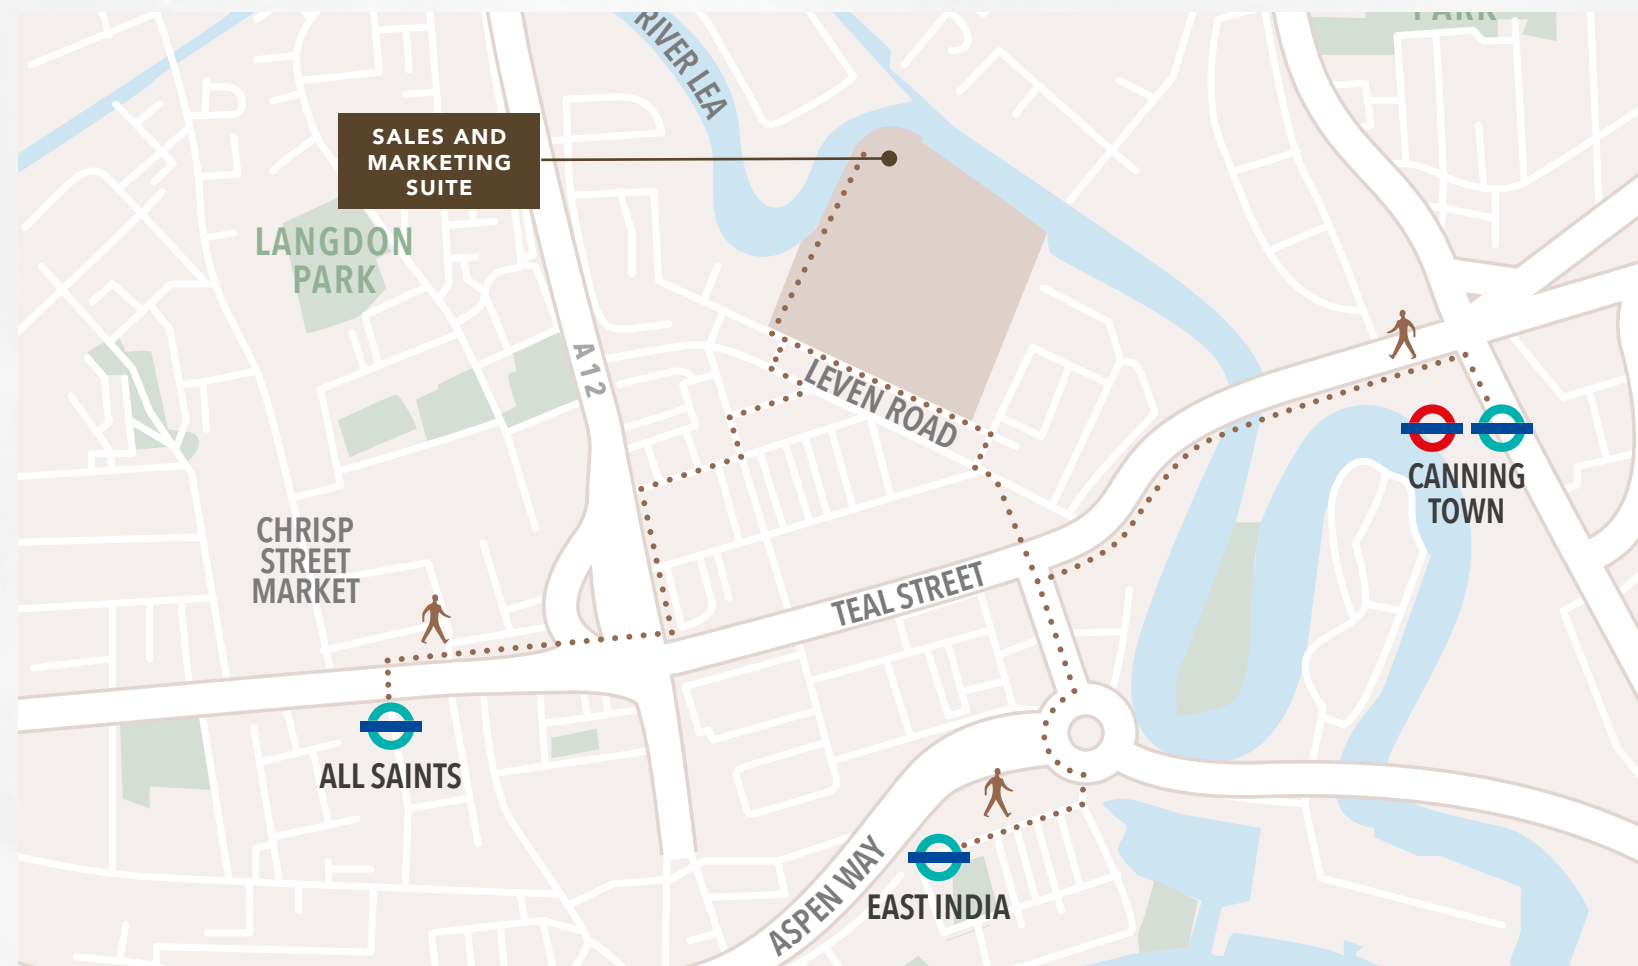 PARK
RIVER LEA
SALES AND
MARKETING
SUITE
LANGDON
PARK
A12
LEVEN ROAD
CANNING
TOWN
CHRISP
STREET
MARKET
TEAL STREET
ALL SAINTS
ASPEN WAY
EAST INDIA